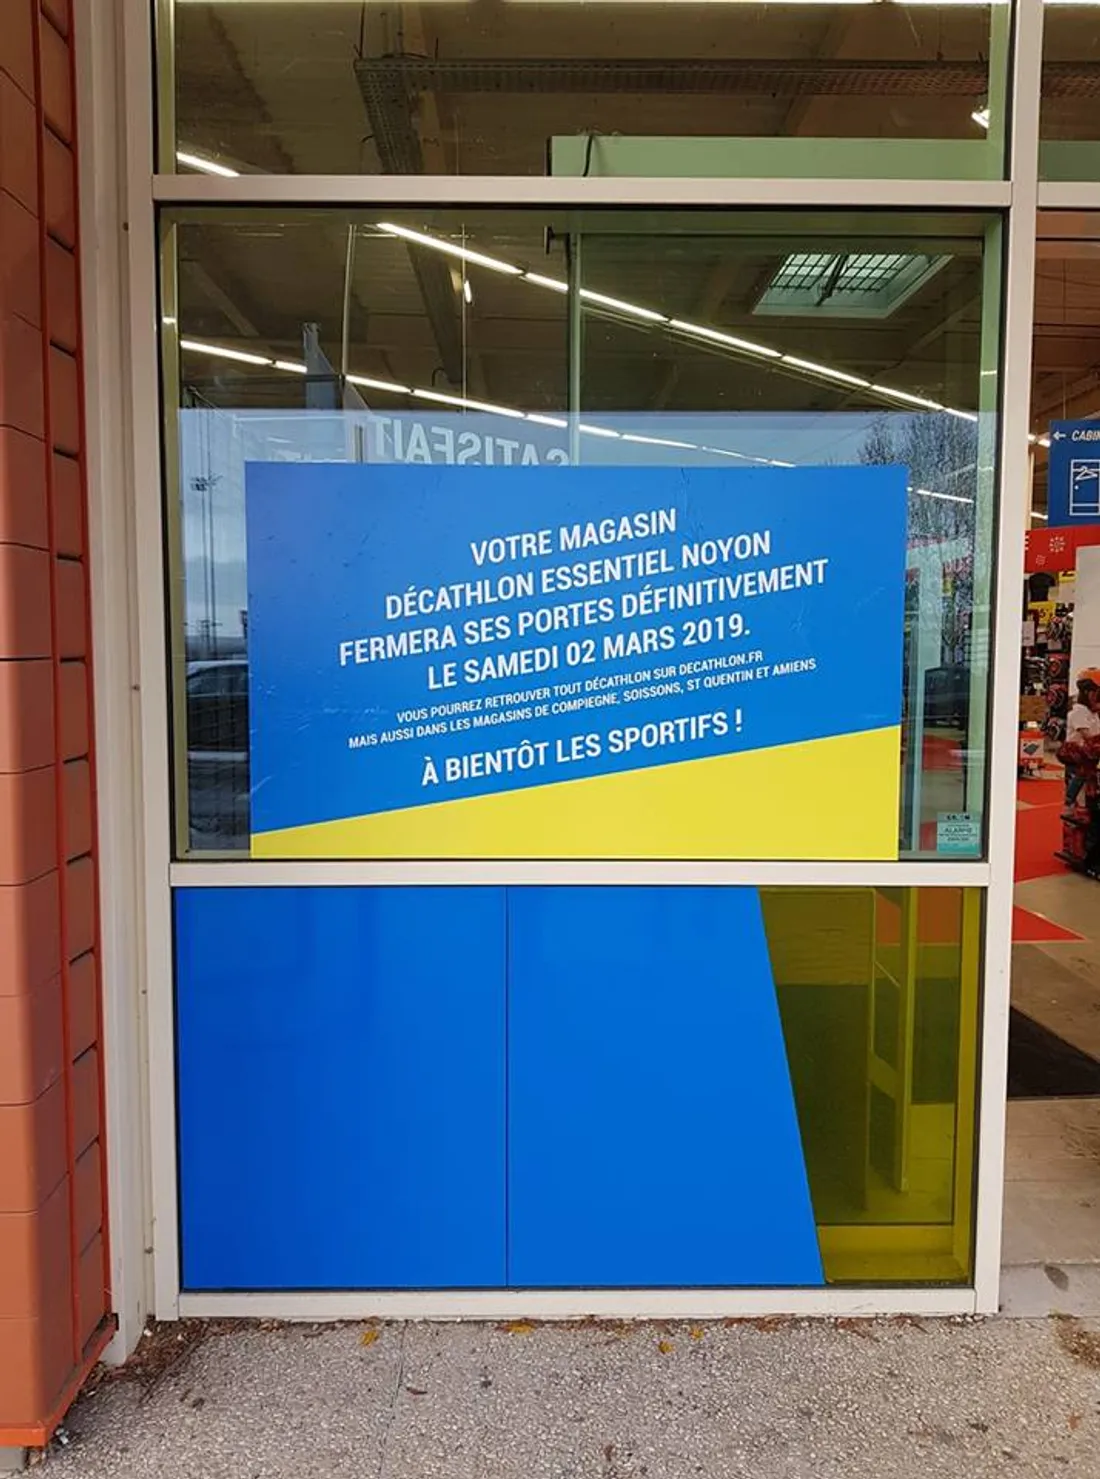 SATISFAIT
VOTRE MAGASIN
DÉCATHLON ESSENTIEL NOYON
FERMERA SES PORTES DÉFINITIVEMENT
LE SAMEDI 02 MARS 2019.
VOUS POURREZ RETROUVER TOUT DÉCATHLON SUR DECATHLON.FR
MAIS AUSSI DANS LES MAGASINS DE COMPIEGNE, SOISSONS, ST QUENTIN ET AMIENS
À BIENTÔT LES SPORTIFS !